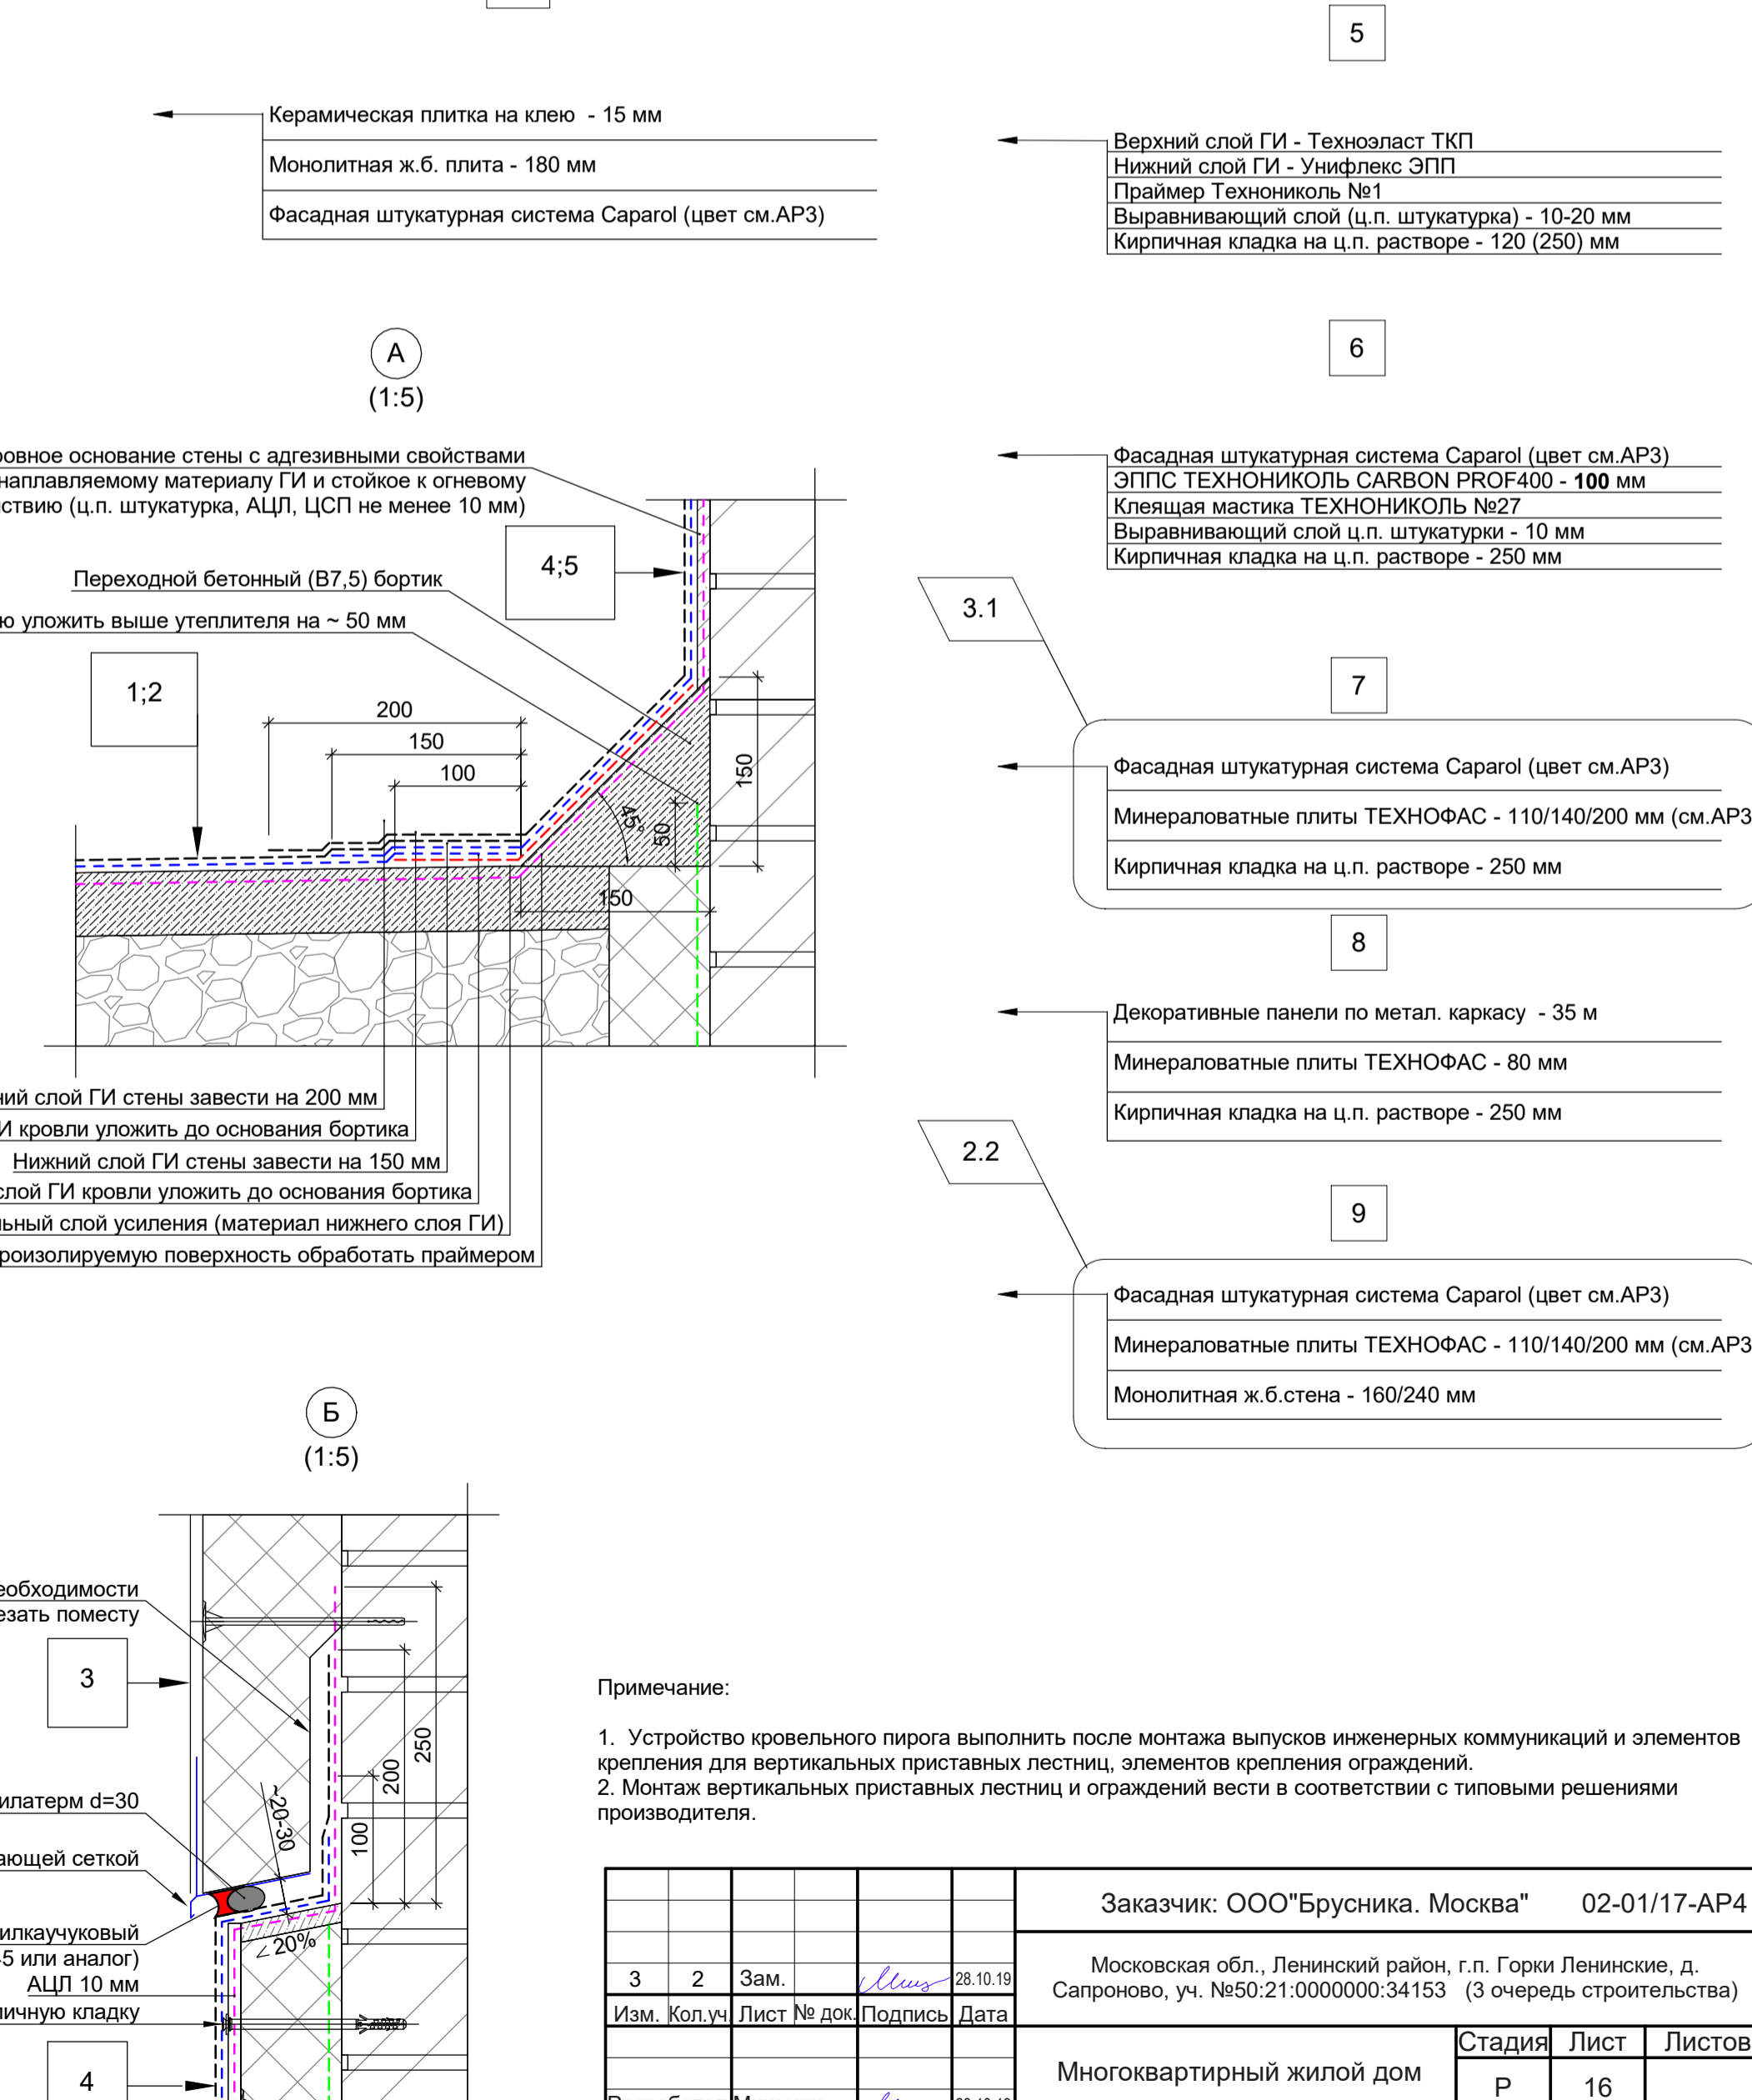 5
Керамическая плитка на клею - 15 мм
Монолитная ж.б. плита - 180 мм
Фасадная штукатурная система Caparol (цвет см.АР3)
Верхний слой ГИ - Техноэласт ТКП
Нижний слой ГИ - Унифлекс ЭПП
Праймер Технониколь №1
Выравнивающий слой (ц.п. штукатурка) - 10-20 мм
Кирпичная кладка на ц.п. растворе - 120 (250) мм
6
Фасадная штукатурная система Caparol (цвет см.АР3)
ЭППС ТЕХНОНИКОЛЬ CARBON PROF400 - 100 мм
Клеящая мастика ТЕХНОНИКОЛЬ №27
Выравнивающий слой ц.п. штукатурки - 10 мм
Кирпичная кладка на ц.п. растворе - 250 мм
3.1
7
Фасадная штукатурная система Caparol (цвет см.АР3)
Минераловатные плиты ТЕХНОФАС - 110/140/200 мм (см.АР3
Кирпичная кладка на ц.п. растворе - 250 мм
8
Декоративные панели по метал. каркасу - 35 м
Минераловатные плиты ТЕХНОФАС - 80 мм
Кирпичная кладка на ц.п. растворе - 250 мм
2.2
9
Фасадная штукатурная система Caparol (цвет см.АР3)
Минераловатные плиты ТЕХНОФАС - 110/140/200 мм (см.АР3
Монолитная ж.б.стена - 160/240 мм
А
(1:5)
овное основание стены с адгезивными свойствами
наплавляемому материалу ГИ и стойкое к огневому
ствию (ц.п. штукатурка, АЦЛ, ЦСП не менее 10 мм)
4;5
Переходной бетонный (В7,5) бортик
ю уложить выше утеплителя на ~ 50 мм
1;2
200
150
100
45°
50
150
150
ий слой ГИ стены завести на 200 мм
И кровли уложить до основания бортика
Нижний слой ГИ стены завести на 150 мм
слой ГИ кровли уложить до основания бортика
ьный слой усиления (материал нижнего слоя ГИ)
роизолируемую поверхность обработать праймером
Б
(1:5)
еобходимости
езать поместу
3
250
200
100
~20-30
илатерм d=30
ающей сеткой
илкаучуковый
5 или аналог)
АЦЛ 10 мм
ичную кладку
∠ 20%
4
Примечание:
1. Устройство кровельного пирога выполнить после монтажа выпусков инженерных коммуникаций и элементов
крепления для вертикальных приставных лестниц, элементов крепления ограждений.
2. Монтаж вертикальных приставных лестниц и ограждений вести в соответствии с типовыми решениями
производителя.
Заказчик: ООО"Брусника. Москва" 02-01/17-АР4
Московская обл., Ленинский район, г.п. Горки Ленинские, д.
Сапроново, уч. №50:21:0000000:34153 (3 очередь строительства)
3 2 Зам. 28.10.19
Изм. Кол.уч. Лист № док. Подпись Дата
Многоквартирный жилой дом
Стадия Лист Листов
Р 16